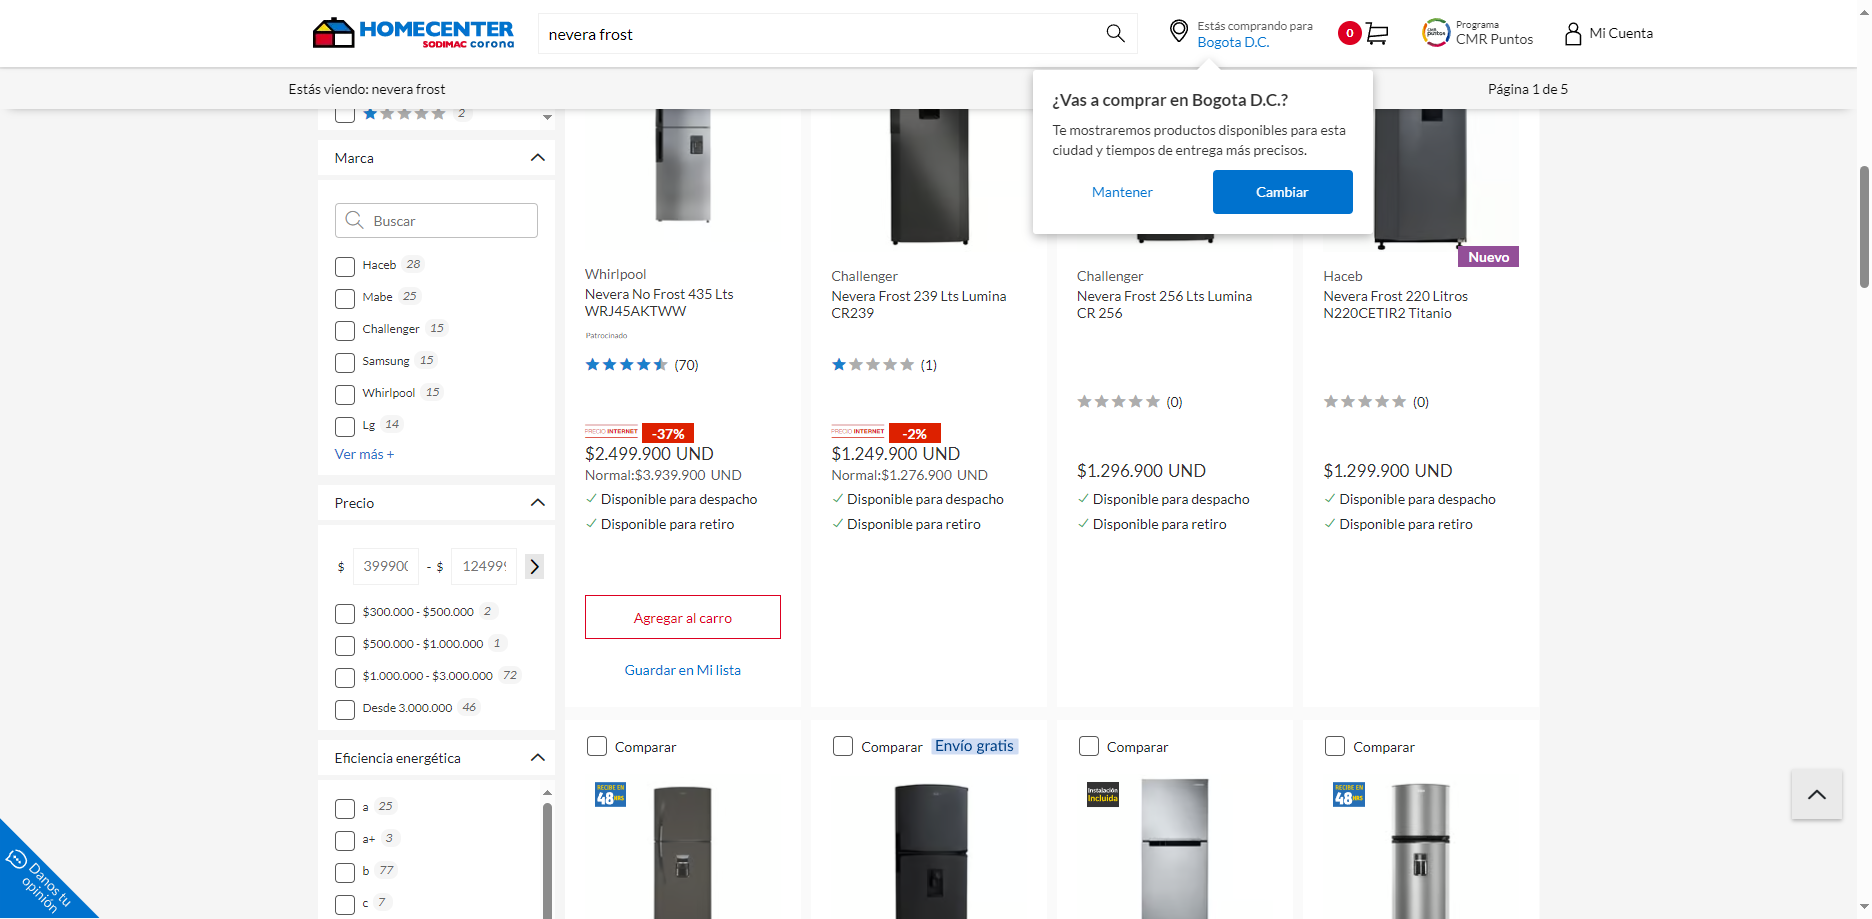 HOMECENTER
SODIMAC corona
nevera frost
Estás comprando para
Bogota D.C.
0
Programa
CMR Puntos
Mi Cuenta
Estás viendo: nevera frost
Página 1 de 5
¿Vas a comprar en Bogota D.C.?
Te mostraremos productos disponibles para esta
ciudad y tiempos de entrega más precisos.
Mantener
Cambiar
2
Marca
Buscar
Haceb 28
Mabe 25
Challenger 15
Samsung 15
Whirlpool 15
Lg 14
Ver más +
Precio
$ 399900 - $ 12499
$300.000 - $500.000 2
$500.000 - $1.000.000 1
$1.000.000 - $3.000.000 72
Desde 3.000.000 46
Eficiencia energética
a 25
a+ 3
b 77
c 7
Danos tu
opinión
Whirlpool
Nevera No Frost 435 Lts
WRJ45AKTWW
Patrocinado
(70)
PRECIO INTERNET -37%
$2.499.900 UND
Normal:$3.939.900 UND
Disponible para despacho
Disponible para retiro
Agregar al carro
Guardar en Mi lista
Challenger
Nevera Frost 239 Lts Lumina
CR239
(1)
PRECIO INTERNET -2%
$1.249.900 UND
Normal:$1.276.900 UND
Disponible para despacho
Disponible para retiro
Challenger
Nevera Frost 256 Lts Lumina
CR 256
(0)
$1.296.900 UND
Disponible para despacho
Disponible para retiro
Nuevo
Haceb
Nevera Frost 220 Litros
N220CETIR2 Titanio
(0)
$1.299.900 UND
Disponible para despacho
Disponible para retiro
Comparar
RECIBE EN
48HRS
Comparar Envío gratis
Comparar
Instalación
Incluida
Comparar
RECIBE EN
48HRS